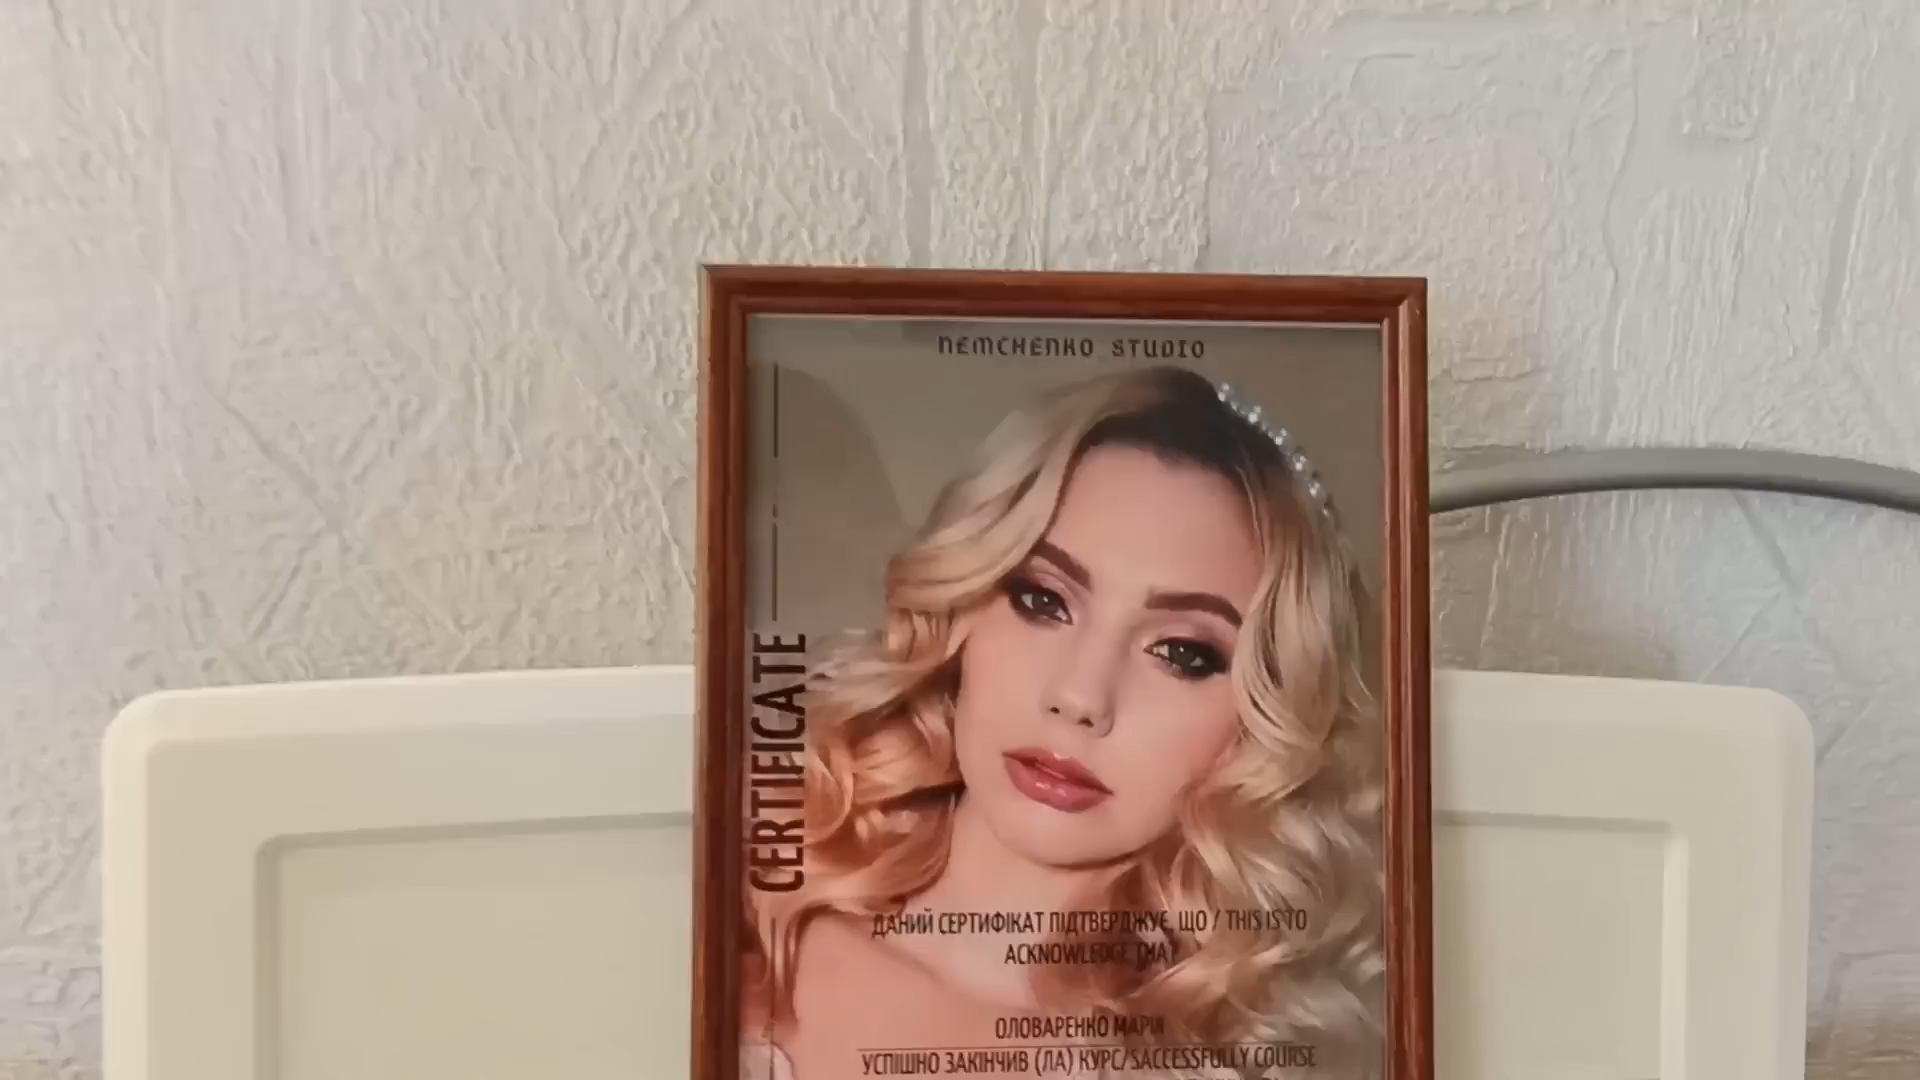 NEMCHENKO STUDIO
CERTIFICATE
ДАНИЙ СЕРТИФІКАТ ПІДТВЕРДЖУЄ, ЩО / THIS IS TO
ACKNOWLEDGE THAT
ОЛОВАРЕНКО МАРІЯ
УСПІШНО ЗАКІНЧИВ (ЛА) КУРС/SACCESSFULLY COURSE